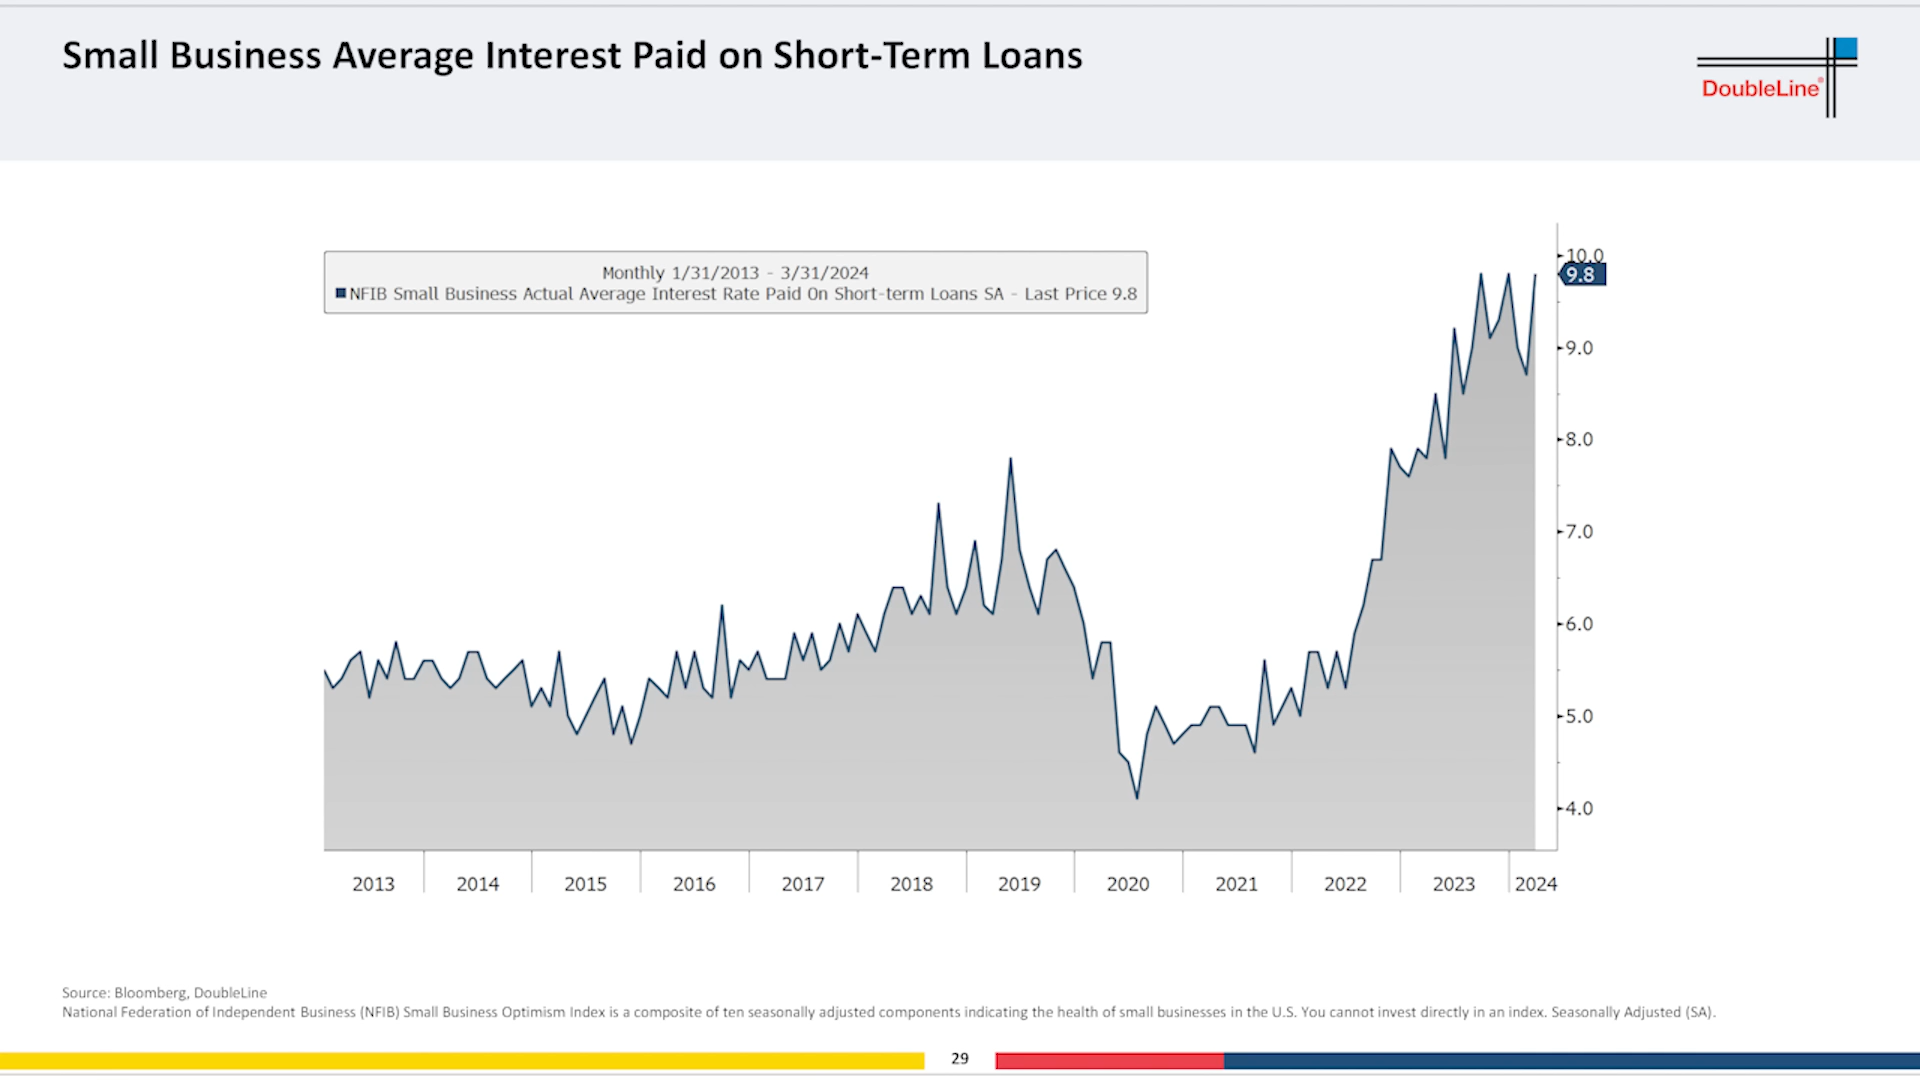 Small Business Average Interest Paid on Short-Term Loans
DoubleLine®
Monthly 1/31/2013 - 3/31/2024
NFIB Small Business Actual Average Interest Rate Paid On Short-term Loans SA - Last Price 9.8
10.0
9.8
9.0
8.0
7.0
6.0
5.0
4.0
2013 2014 2015 2016 2017 2018 2019 2020 2021 2022 2023 2024
Source: Bloomberg, DoubleLine
National Federation of Independent Business (NFIB) Small Business Optimism Index is a composite of ten seasonally adjusted components indicating the health of small businesses in the U.S. You cannot invest directly in an index. Seasonally Adjusted (SA).
29